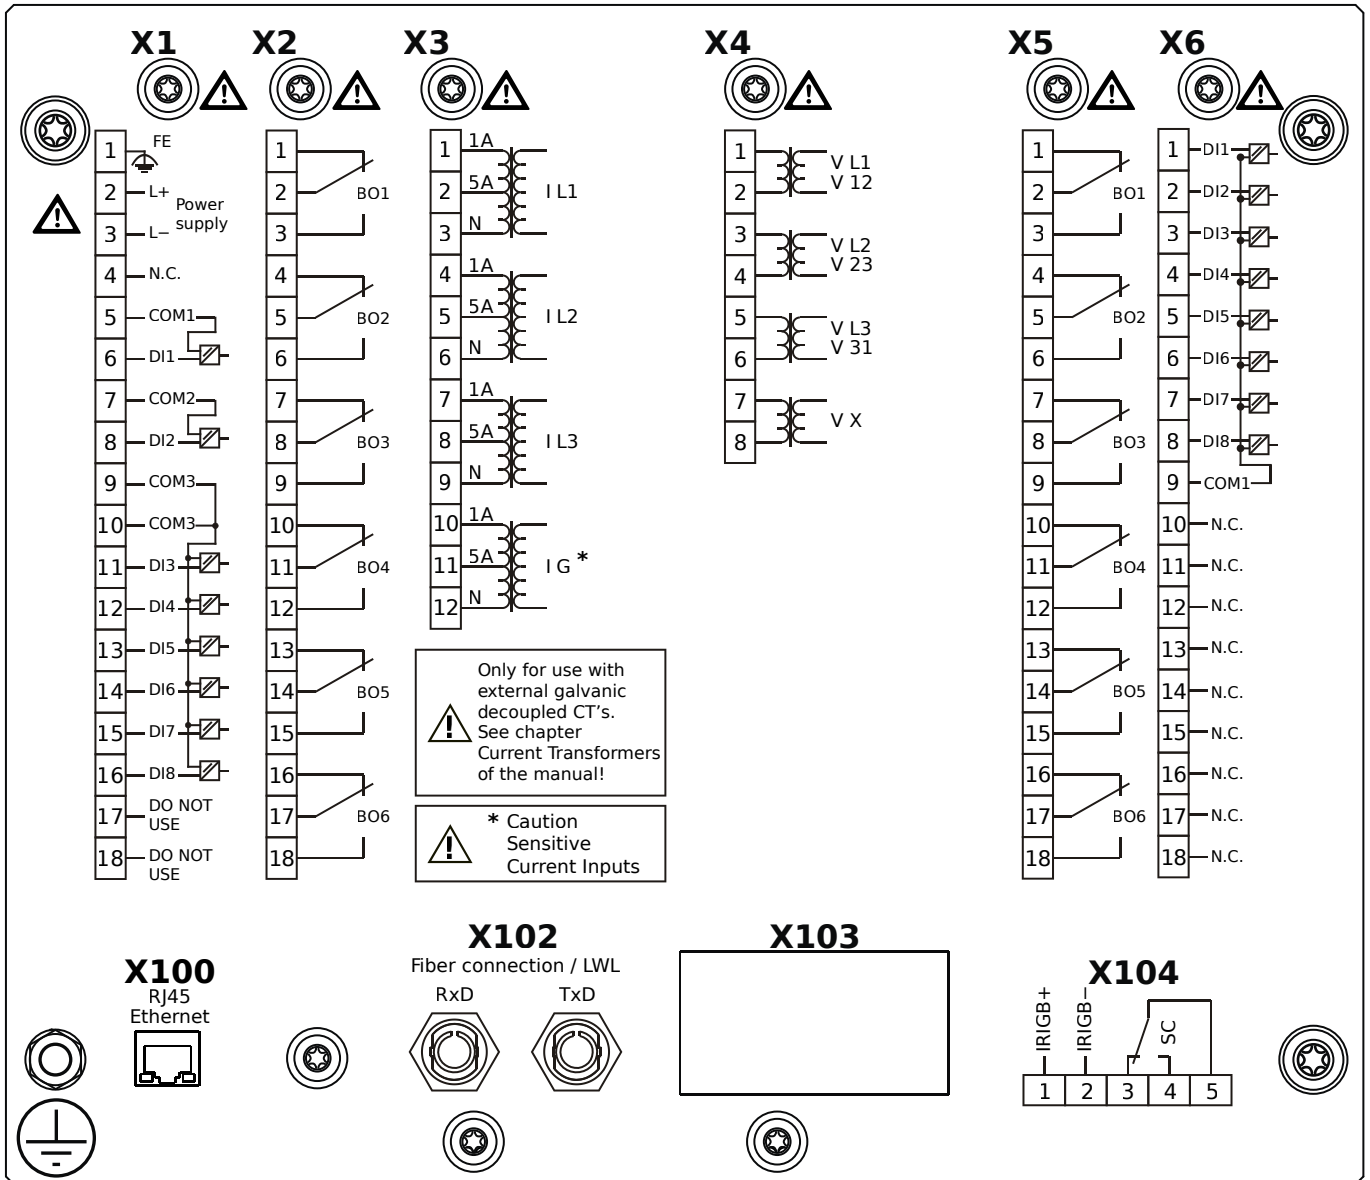 X1
X2
X3
X4
X5
X6
1 FE
2 L+
Power
supply
3 L−
4 N.C.
5 COM1
6 DI1
7 COM2
8 DI2
9 COM3
10 COM3
11 DI3
12 DI4
13 DI5
14 DI6
15 DI7
16 DI8
17 DO NOT
USE
18 DO NOT
USE
1
2 BO1
3
4
5 BO2
6
7
8 BO3
9
10
11 BO4
12
13
14 BO5
15
16
17 BO6
18
1 1A
2 5A I L1
3 N
4 1A
5 5A I L2
6 N
7 1A
8 5A I L3
9 N
10 1A
11 5A I G *
12 N
Only for use with
external galvanic
decoupled CT's.
See chapter
Current Transformers
of the manual!
* Caution
Sensitive
Current Inputs
1 V L1
2 V 12
3 V L2
4 V 23
5 V L3
6 V 31
7 V X
8
1
2 BO1
3
4
5 BO2
6
7
8 BO3
9
10
11 BO4
12
13
14 BO5
15
16
17 BO6
18
1 DI1
2 DI2
3 DI3
4 DI4
5 DI5
6 DI6
7 DI7
8 DI8
9 COM1
10 N.C.
11 N.C.
12 N.C.
13 N.C.
14 N.C.
15 N.C.
16 N.C.
17 N.C.
18 N.C.
X100
RJ45
Ethernet
X102
Fiber connection / LWL
RxD TxD
X103
X104
IRIGB+
IRIGB−
SC
1 2 3 4 5